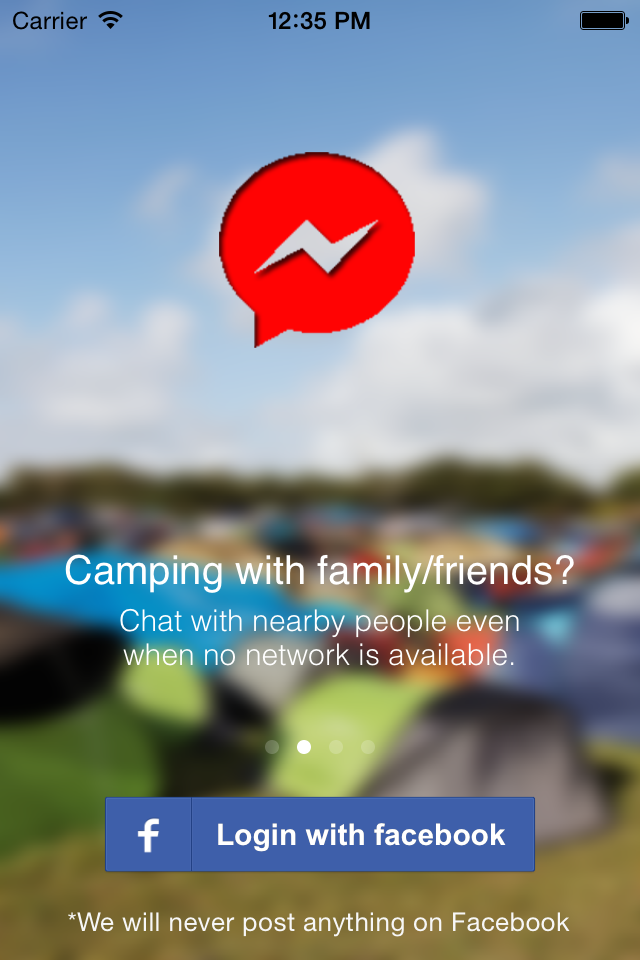 Carrier 12:35 PM
Camping with family/friends?
Chat with nearby people even
when no network is available.
f Login with facebook
*We will never post anything on Facebook